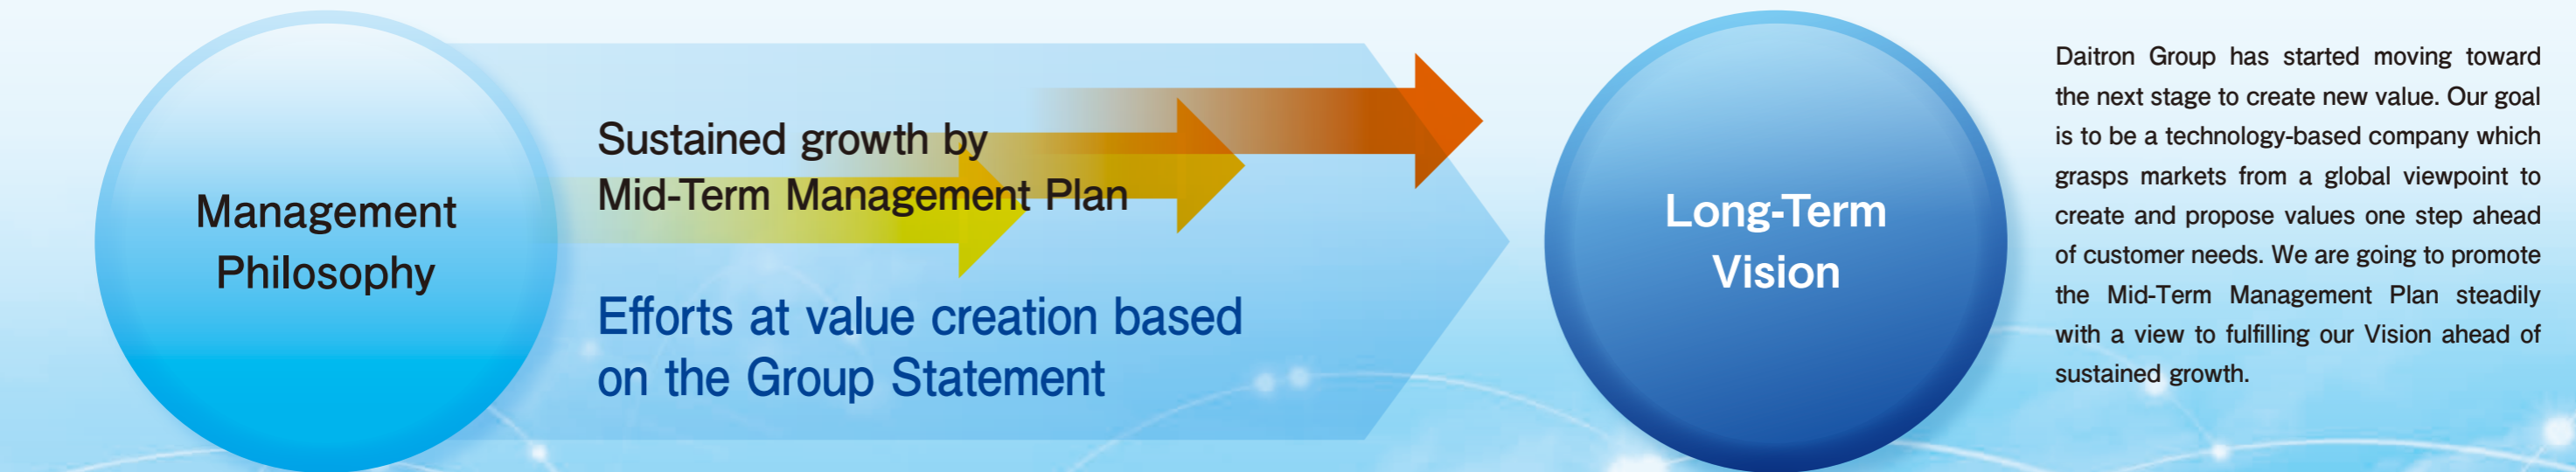 Management
Philosophy
Sustained growth by
Mid-Term Management Plan
Efforts at value creation based
on the Group Statement
Long-Term
Vision
Daitron Group has started moving toward
the next stage to create new value. Our goal
is to be a technology-based company which
grasps markets from a global viewpoint to
create and propose values one step ahead
of customer needs. We are going to promote
the Mid-Term Management Plan steadily
with a view to fulfilling our Vision ahead of
sustained growth.